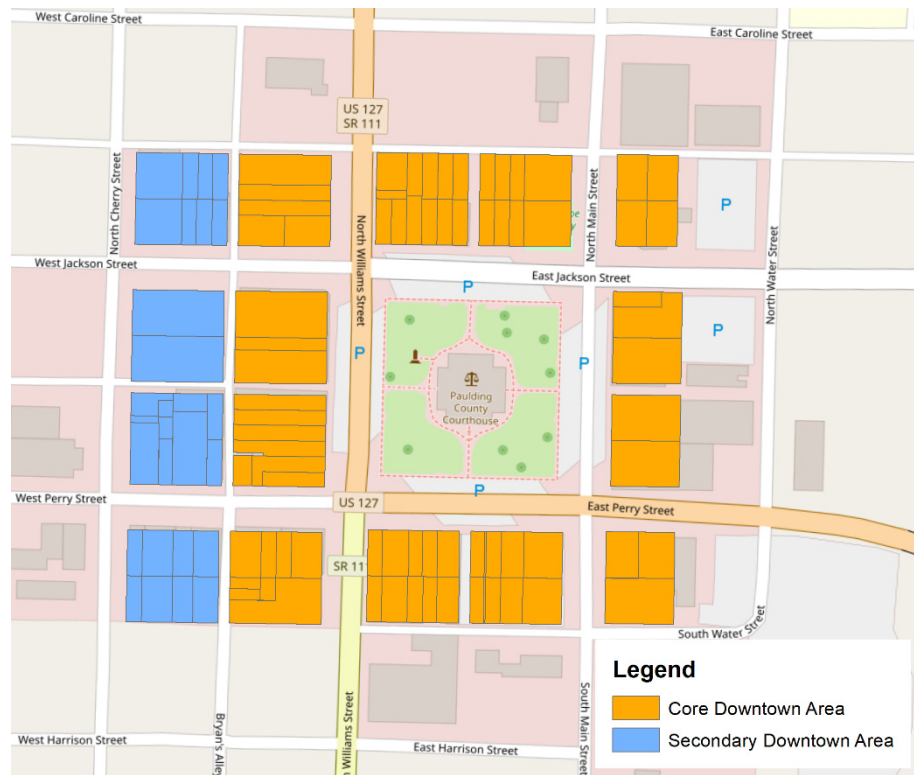 West Caroline Street
East Caroline Street
US 127
SR 111
North Cherry Street
North Williams Street
North Main Street
P
North Water Street
West Jackson Street
East Jackson Street
P
P
P
P
Paulding
County
Courthouse
P
West Perry Street
US 127
East Perry Street
SR 11
South Water Street
Bryan's Alley
Williams Street
South Main Street
West Harrison Street
East Harrison Street
Legend
Core Downtown Area
Secondary Downtown Area